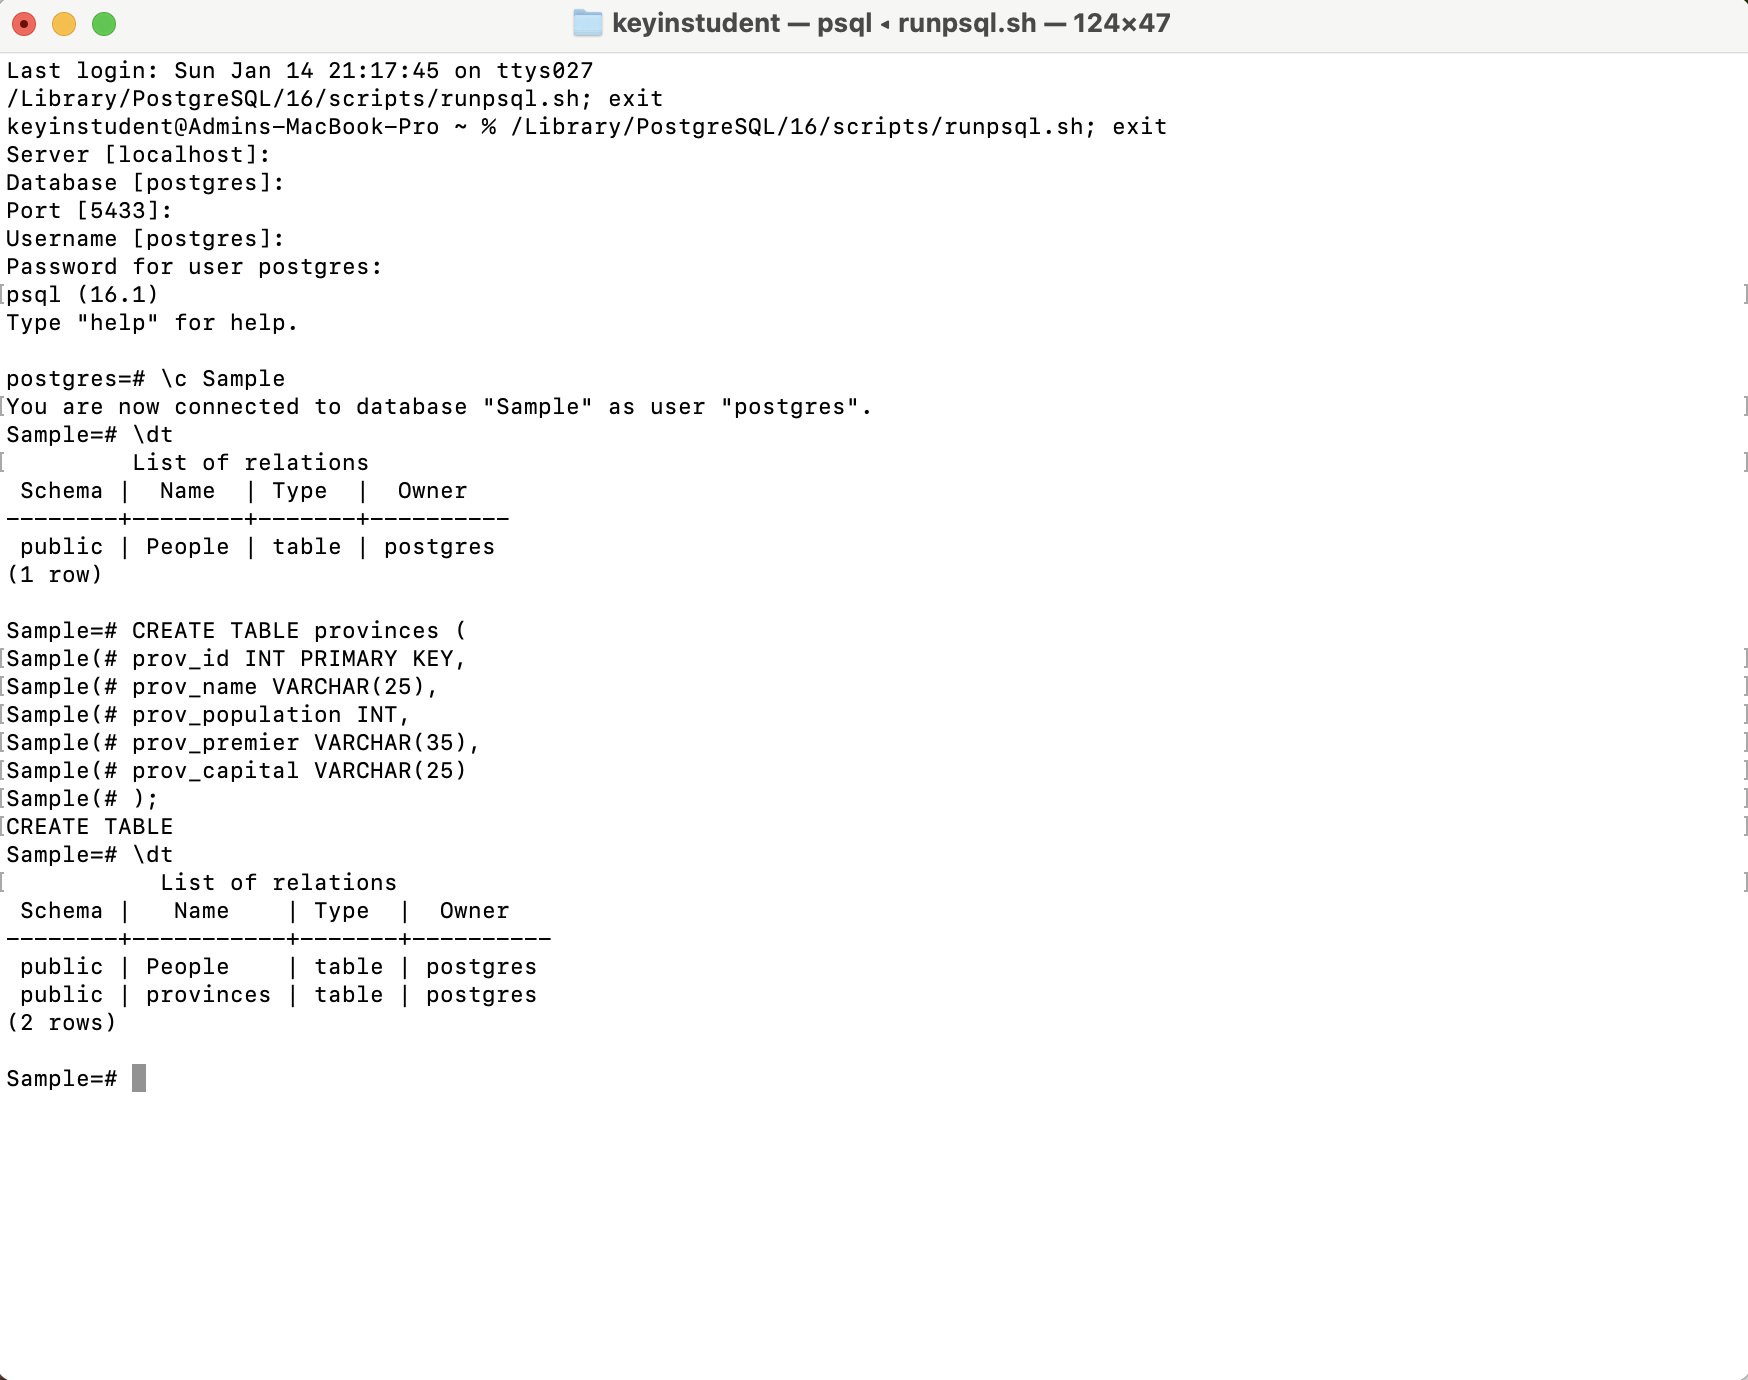 keyinstudent — psql ◂ runpsql.sh — 124×47
Last login: Sun Jan 14 21:17:45 on ttys027
/Library/PostgreSQL/16/scripts/runpsql.sh; exit
keyinstudent@Admins-MacBook-Pro ~ % /Library/PostgreSQL/16/scripts/runpsql.sh; exit
Server [localhost]:
Database [postgres]:
Port [5433]:
Username [postgres]:
Password for user postgres:
psql (16.1)
Type "help" for help.

postgres=# \c Sample
You are now connected to database "Sample" as user "postgres".
Sample=# \dt
         List of relations
 Schema |  Name  | Type  |  Owner
--------+--------+-------+----------
 public | People | table | postgres
(1 row)

Sample=# CREATE TABLE provinces (
Sample(# prov_id INT PRIMARY KEY,
Sample(# prov_name VARCHAR(25),
Sample(# prov_population INT,
Sample(# prov_premier VARCHAR(35),
Sample(# prov_capital VARCHAR(25)
Sample(# );
CREATE TABLE
Sample=# \dt
           List of relations
 Schema |   Name    | Type  |  Owner
--------+-----------+-------+----------
 public | People    | table | postgres
 public | provinces | table | postgres
(2 rows)

Sample=#